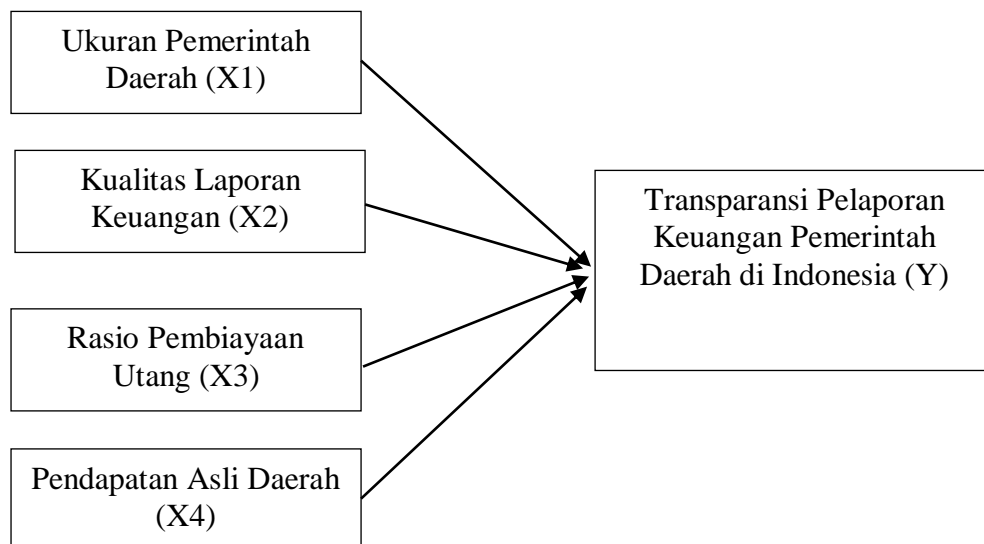 Ukuran Pemerintah
Daerah (X1)
Kualitas Laporan
Keuangan (X2)
Rasio Pembiayaan
Utang (X3)
Pendapatan Asli Daerah
(X4)
Transparansi Pelaporan
Keuangan Pemerintah
Daerah di Indonesia (Y)